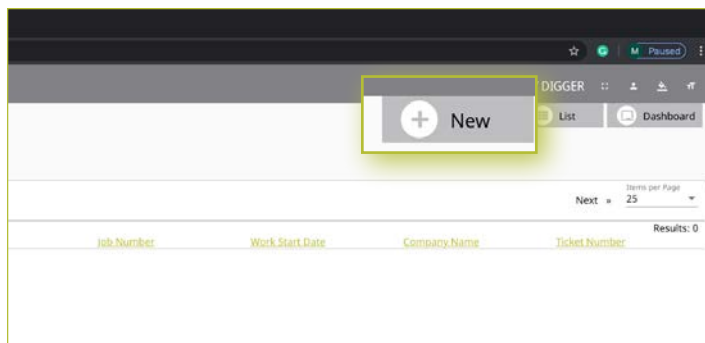 M Paused
DIGGER
New
List
Dashboard
Items per Page
Next » 25
Results: 0
Job Number Work Start Date Company Name Ticket Number